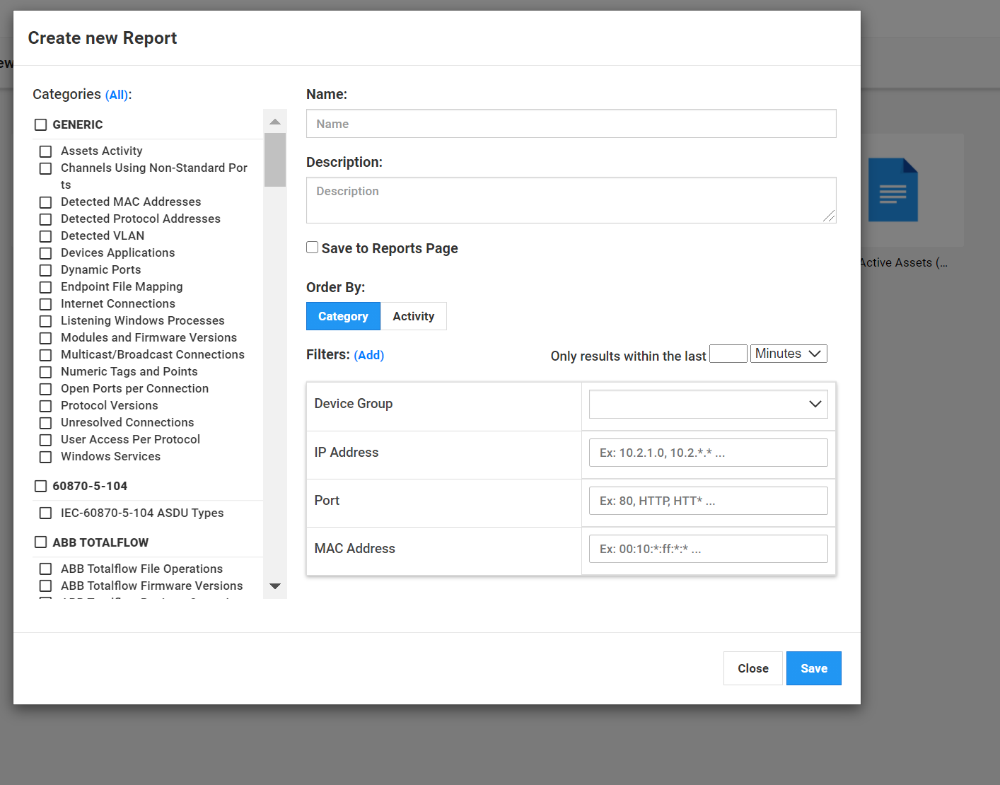 Create new Report
ew
Categories (All):
GENERIC
Assets Activity
Channels Using Non-Standard Por
ts
Detected MAC Addresses
Detected Protocol Addresses
Detected VLAN
Devices Applications
Dynamic Ports
Endpoint File Mapping
Internet Connections
Listening Windows Processes
Modules and Firmware Versions
Multicast/Broadcast Connections
Numeric Tags and Points
Open Ports per Connection
Protocol Versions
Unresolved Connections
User Access Per Protocol
Windows Services
60870-5-104
IEC-60870-5-104 ASDU Types
ABB TOTALFLOW
ABB Totalflow File Operations
ABB Totalflow Firmware Versions
Name:
Name
Description:
Description
Save to Reports Page
Order By:
Category Activity
Filters: (Add)
Only results within the last Minutes
Device Group
IP Address
Ex: 10.2.1.0, 10.2.*.* ...
Port
Ex: 80, HTTP, HTT* ...
MAC Address
Ex: 00:10:*:ff:*:* ...
Close Save
Active Assets (...